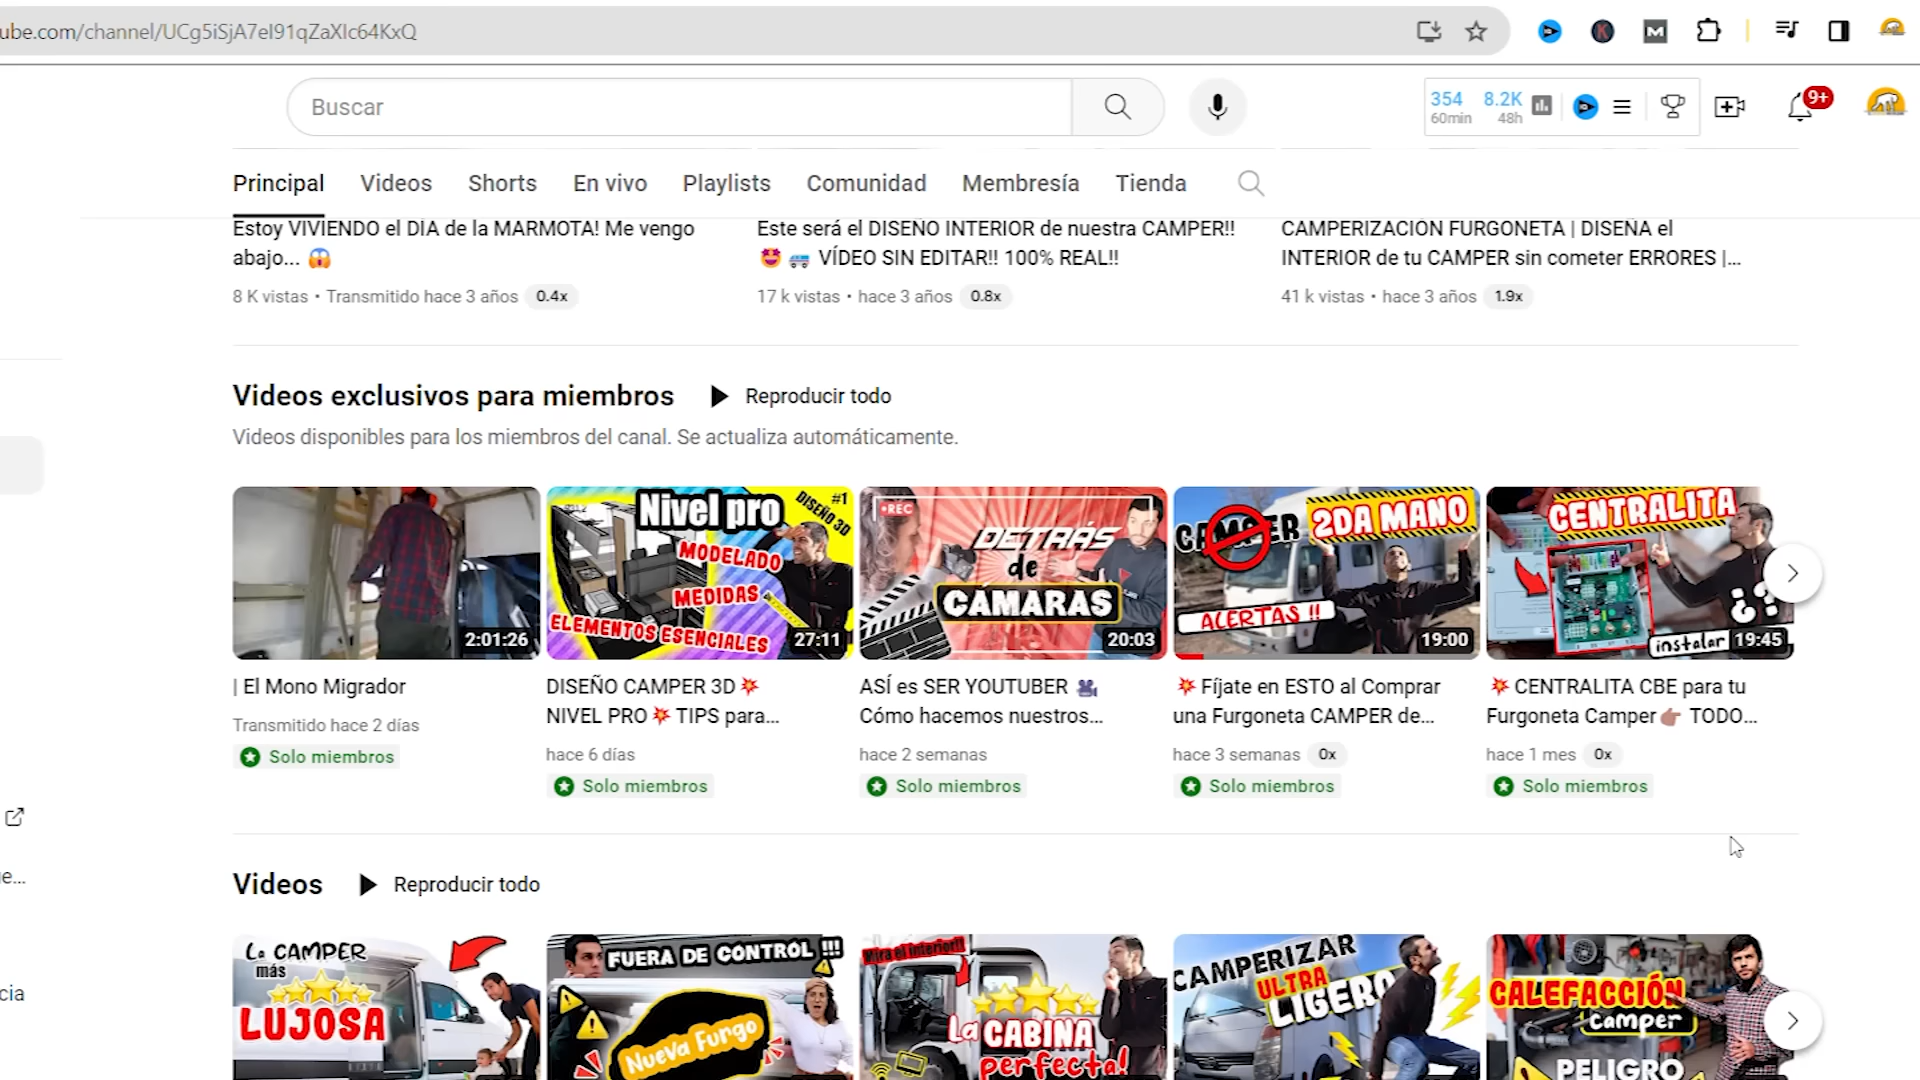 ube.com/channel/UCg5iSjA7eI91qZaXIc64KxQ
Buscar
354 8.2K
60min 48h
9+
Principal Videos Shorts En vivo Playlists Comunidad Membresía Tienda
Estoy VIVIENDO el DÍA de la MARMOTA! Me vengo
abajo... 😱
8 K vistas • Transmitido hace 3 años 0.4x
Este será el DISEÑO INTERIOR de nuestra CAMPER!!
🤩 🚐 VÍDEO SIN EDITAR!! 100% REAL!!
17 k vistas • hace 3 años 0.8x
CAMPERIZACIÓN FURGONETA | DISEÑA el
INTERIOR de tu CAMPER sin cometer ERRORES |...
41 k vistas • hace 3 años 1.9x
Videos exclusivos para miembros Reproducir todo
Videos disponibles para los miembros del canal. Se actualiza automáticamente.
2:01:26
| El Mono Migrador
Transmitido hace 2 días
Solo miembros
Nivel pro
DISEÑO 3D #1
MODELADO
MEDIDAS
ELEMENTOS ESENCIALES
27:11
DISEÑO CAMPER 3D 💥
NIVEL PRO 💥 TIPS para...
hace 6 días
Solo miembros
REC
DETRÁS
de
CÁMARAS
20:03
ASÍ es SER YOUTUBER 🎥
Cómo hacemos nuestros...
hace 2 semanas
Solo miembros
CAMPER 2DA MANO
ACERTAS !!
19:00
💥 Fíjate en ESTO al Comprar
una Furgoneta CAMPER de...
hace 3 semanas 0x
Solo miembros
CENTRALITA
¿?
instalar 19:45
💥 CENTRALITA CBE para tu
Furgoneta Camper 👉🏽 TODO...
hace 1 mes 0x
Solo miembros
e...
cia
Videos Reproducir todo
La CAMPER
más
LUJOSA
FUERA DE CONTROL !!!
Nueva Furgo
Mira el interior!!
La CABINA
perfecta!
CAMPERIZAR
ULTRA
LIGERO
CALEFACCIÓN
Camper
PELIGRO